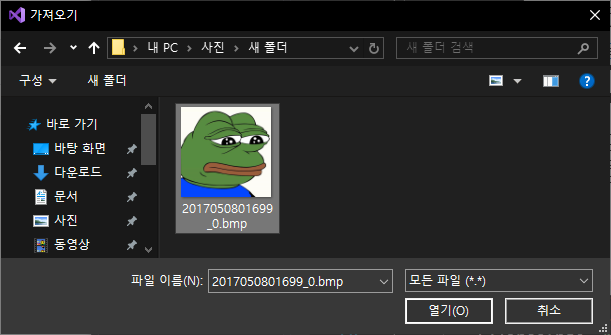 가져오기
내 PC
사진
새 폴더
새 폴더 검색
구성
새 폴더
바로 가기
바탕 화면
다운로드
문서
사진
동영상
2017050801699
_0.bmp
파일 이름(N):
2017050801699_0.bmp
모든 파일 (*.*)
열기(O)
취소